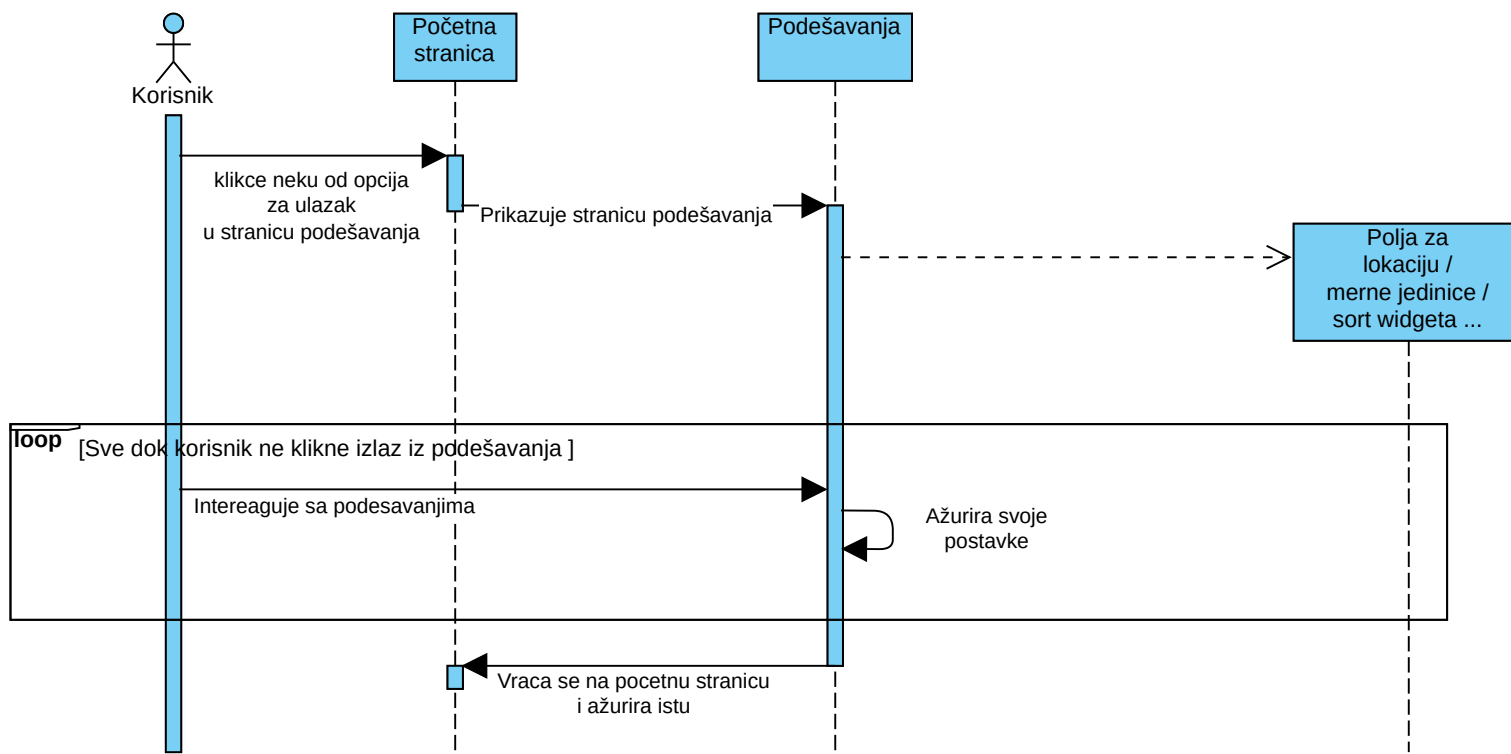 Početna
stranica
Podešavanja
Korisnik
klikce neku od opcija
za ulazak
u stranicu podešavanja
Prikazuje stranicu podešavanja
Polja za
lokaciju /
merne jedinice /
sort widgeta ...
loop
[Sve dok korisnik ne klikne izlaz iz podešavanja ]
Intereaguje sa podesavanjima
Ažurira svoje
postavke
Vraca se na pocetnu stranicu
i ažurira istu